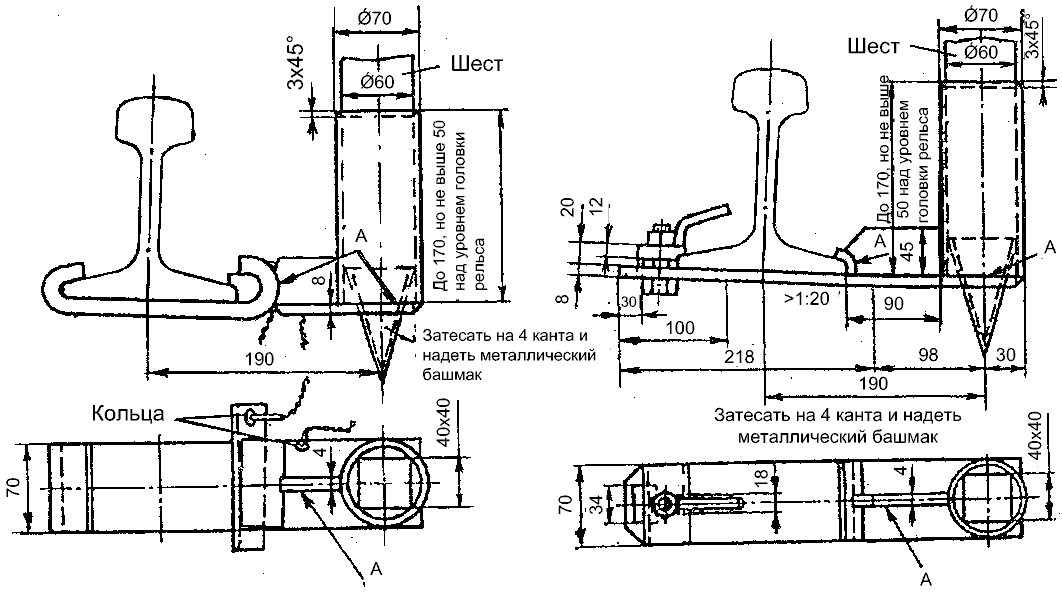 Ø70
Шест
Ø60
3x45°
До 170, но не выше 50
над уровнем головки
рельса
А
8
Затесать на 4 канта и
надеть металлический
башмак
190
Кольца
70
4
40x40
А
Ø70
Шест
Ø60
3x45°
До 170, но не выше
50 над уровнем
головки рельса
20
12
8
А
45
А
30
>1:20
90
100
218
98
30
190
Затесать на 4 канта и надеть
металлический башмак
70
34
18
4
40x40
А